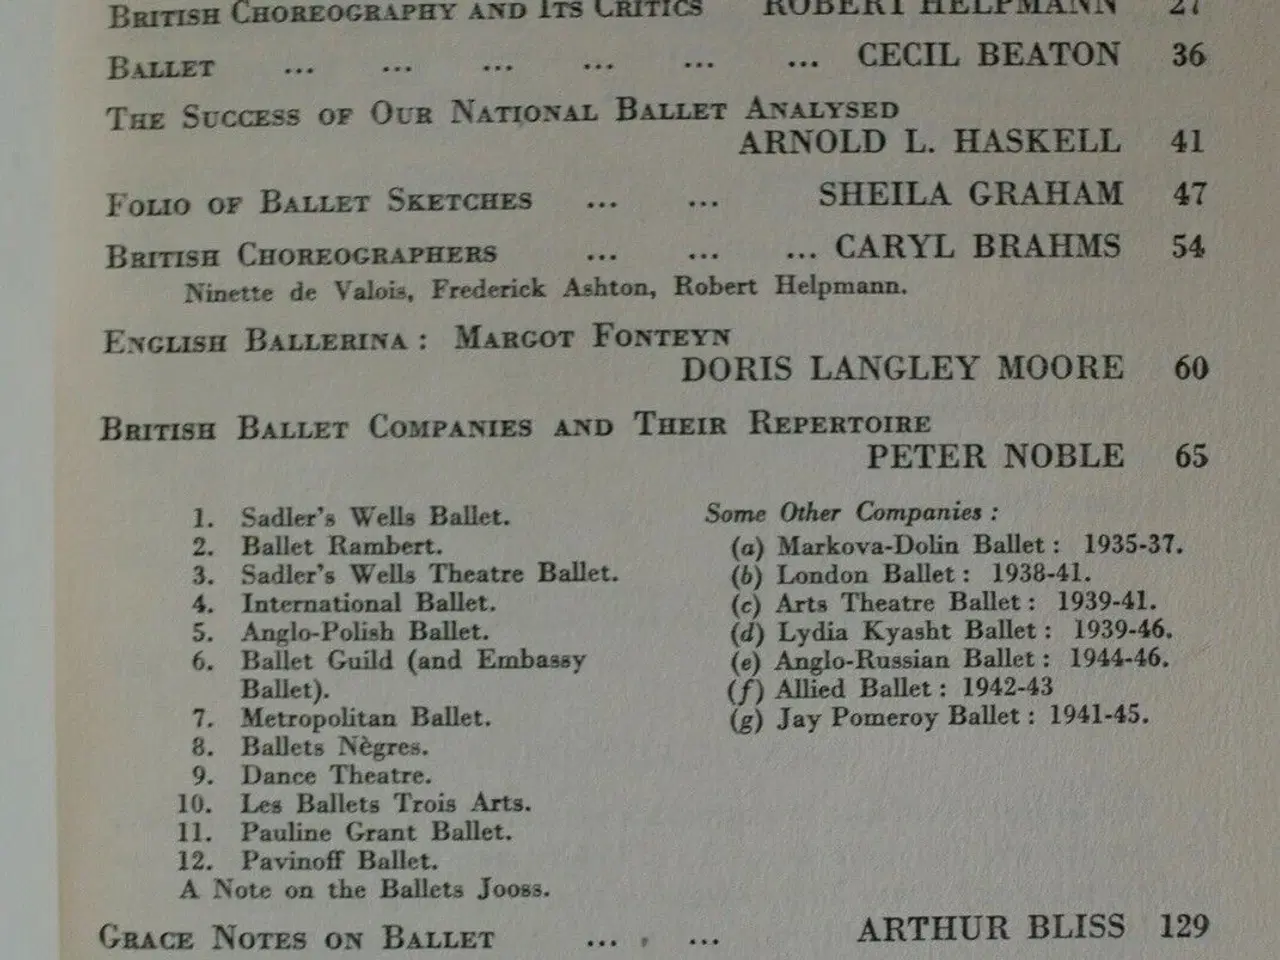 BRITISH CHOREOGRAPHY AND ITS CRITICS ROBERT HELPMANN 27
BALLET ... ... ... ... ... ... CECIL BEATON 36
THE SUCCESS OF OUR NATIONAL BALLET ANALYSED
ARNOLD L. HASKELL 41
FOLIO OF BALLET SKETCHES ... ... SHEILA GRAHAM 47
BRITISH CHOREOGRAPHERS ... ... ... CARYL BRAHMS 54
Ninette de Valois, Frederick Ashton, Robert Helpmann.
ENGLISH BALLERINA : MARGOT FONTEYN
DORIS LANGLEY MOORE 60
BRITISH BALLET COMPANIES AND THEIR REPERTOIRE
PETER NOBLE 65
1. Sadler's Wells Ballet.
2. Ballet Rambert.
3. Sadler's Wells Theatre Ballet.
4. International Ballet.
5. Anglo-Polish Ballet.
6. Ballet Guild (and Embassy
Ballet).
7. Metropolitan Ballet.
8. Ballets Nègres.
9. Dance Theatre.
10. Les Ballets Trois Arts.
11. Pauline Grant Ballet.
12. Pavinoff Ballet.
A Note on the Ballets Jooss.
Some Other Companies :
(a) Markova-Dolin Ballet : 1935-37.
(b) London Ballet : 1938-41.
(c) Arts Theatre Ballet : 1939-41.
(d) Lydia Kyasht Ballet : 1939-46.
(e) Anglo-Russian Ballet : 1944-46.
(f) Allied Ballet : 1942-43
(g) Jay Pomeroy Ballet : 1941-45.
GRACE NOTES ON BALLET ... ... ARTHUR BLISS 129